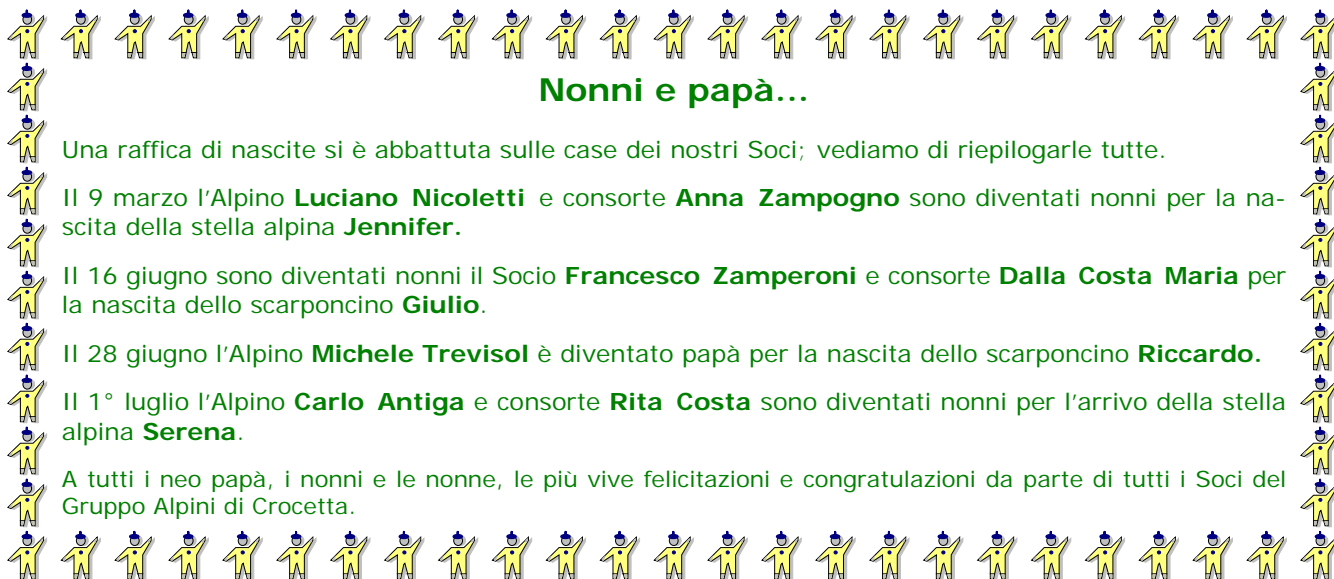 Nonni e papà...
Una raffica di nascite si è abbattuta sulle case dei nostri Soci; vediamo di riepilogarle tutte.
Il 9 marzo l'Alpino Luciano Nicoletti e consorte Anna Zampogno sono diventati nonni per la na-
scita della stella alpina Jennifer.
Il 16 giugno sono diventati nonni il Socio Francesco Zamperoni e consorte Dalla Costa Maria per
la nascita dello scarponcino Giulio.
Il 28 giugno l'Alpino Michele Trevisol è diventato papà per la nascita dello scarponcino Riccardo.
Il 1° luglio l'Alpino Carlo Antiga e consorte Rita Costa sono diventati nonni per l'arrivo della stella
alpina Serena.
A tutti i neo papà, i nonni e le nonne, le più vive felicitazioni e congratulazioni da parte di tutti i Soci del
Gruppo Alpini di Crocetta.